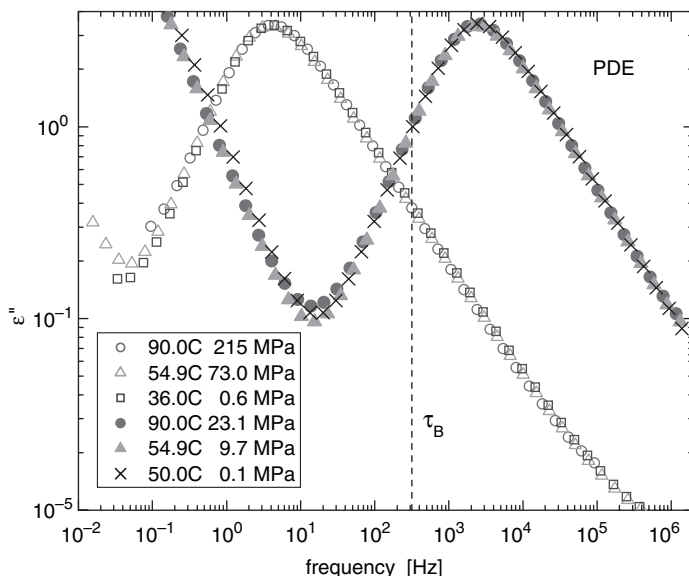 PDE
ε''
10⁰
10⁻¹
10⁻⁵
90.0C 215 MPa
54.9C 73.0 MPa
36.0C 0.6 MPa
90.0C 23.1 MPa
54.9C 9.7 MPa
50.0C 0.1 MPa
τB
10⁻² 10⁻¹ 10⁰ 10¹ 10² 10³ 10⁴ 10⁵ 10⁶
frequency [Hz]